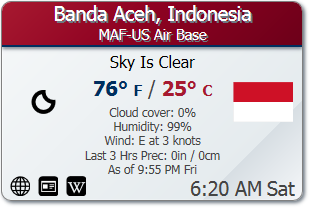 Banda Aceh, Indonesia
MAF-US Air Base
Sky Is Clear
76° F / 25° C
Cloud cover: 0%
Humidity: 99%
Wind: E at 3 knots
Last 3 Hrs Prec: 0in / 0cm
As of 9:55 PM Fri
W
6:20 AM Sat